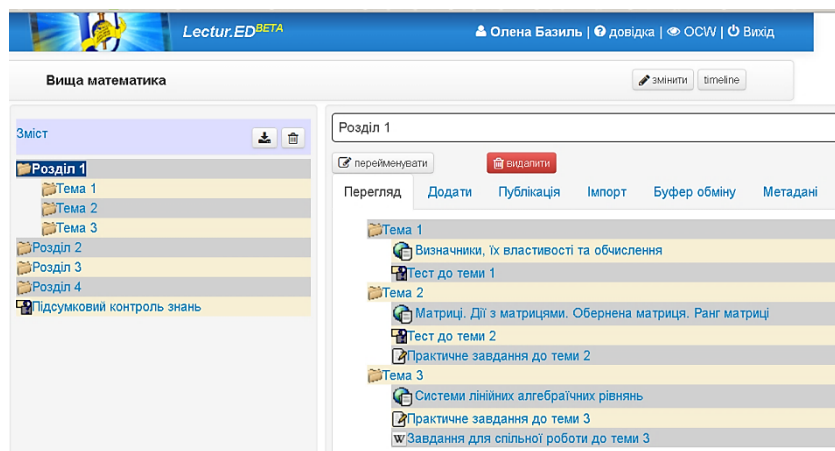 Lectur.ED BETA Олена Базиль | довідка | OCW | Вихід
Вища математика змінити timeline
Зміст
Розділ 1
Тема 1
Тема 2
Тема 3
Розділ 2
Розділ 3
Розділ 4
Підсумковий контроль знань
Розділ 1
перейменувати видалити
Перегляд Додати Публікація Імпорт Буфер обміну Метадані
Тема 1
Визначники, їх властивості та обчислення
Тест до теми 1
Тема 2
Матриці. Дії з матрицями. Обернена матриця. Ранг матриці
Тест до теми 2
Практичне завдання до теми 2
Тема 3
Системи лінійних алгебраїчних рівнянь
Практичне завдання до теми 3
Завдання для спільної роботи до теми 3